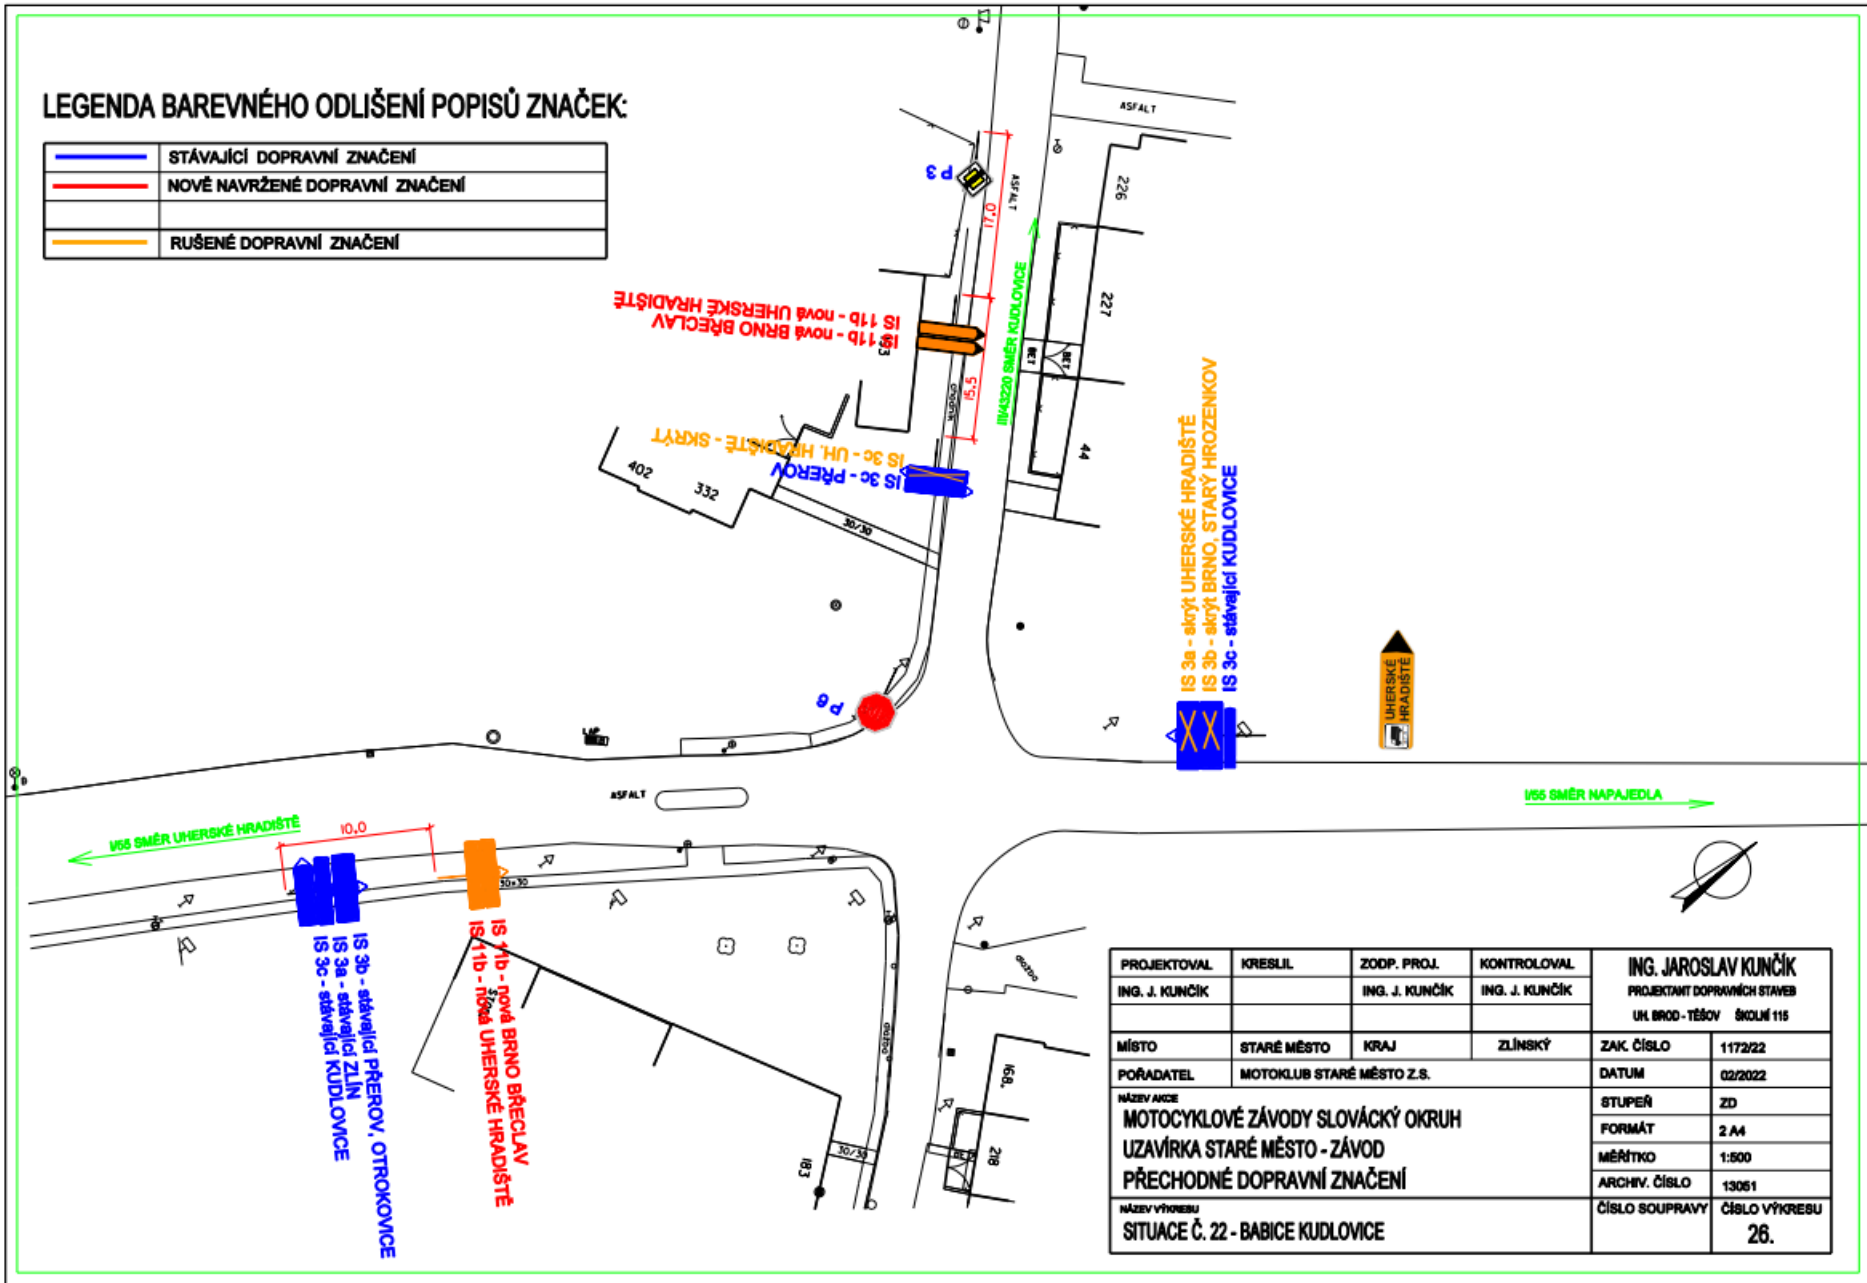 LEGENDA BAREVNÉHO ODLIŠENÍ POPISŮ ZNAČEK:
STÁVAJÍCÍ DOPRAVNÍ ZNAČENÍ
NOVĚ NAVRŽENÉ DOPRAVNÍ ZNAČENÍ
RUŠENÉ DOPRAVNÍ ZNAČENÍ
ASFALT
P 3
ASFALT
17.0
226
227
IS 11b - nová UHERSKÉ HRADIŠTĚ
IS 11b - nová BRNO BŘECLAV
III/43220 SMĚR KUDLOVICE
BET
BET
15.5
chodník
44
IS 3c - UH. HRADIŠTĚ - SKRÝT
IS 3c - PŘEROV
402
332
30/30
IS 3a - skrýt UHERSKÉ HRADIŠTĚ
IS 3b - skrýt BRNO, STARÝ HROZENKOV
IS 3c - stávající KUDLOVICE
UHERSKÉ
HRADIŠTĚ
P 6
LAP
ASFALT
I/55 SMĚR NAPAJEDLA
I/55 SMĚR UHERSKÉ HRADIŠTĚ
10.0
30x30
IS 3b - stávající PŘEROV, OTROKOVICE
IS 3a - stávající ZLÍN
IS 3c - stávající KUDLOVICE
IS 11b - nová BRNO BŘECLAV
IS 11b - nová UHERSKÉ HRADIŠTĚ
dlažba
dlažba
168.
218
183
30/30
PROJEKTOVAL
KRESLIL
ZODP. PROJ.
KONTROLOVAL
ING. J. KUNČÍK
ING. J. KUNČÍK
ING. J. KUNČÍK
ING. JAROSLAV KUNČÍK
PROJEKTANT DOPRAVNÍCH STAVEB
UH. BROD - TĚŠOV ŠKOLNÍ 115
MÍSTO
STARÉ MĚSTO
KRAJ
ZLÍNSKÝ
ZAK. ČÍSLO
1172/22
POŘADATEL
MOTOKLUB STARÉ MĚSTO Z.S.
DATUM
02/2022
NÁZEV AKCE
MOTOCYKLOVÉ ZÁVODY SLOVÁCKÝ OKRUH
UZAVÍRKA STARÉ MĚSTO - ZÁVOD
PŘECHODNÉ DOPRAVNÍ ZNAČENÍ
STUPEŇ
ZD
FORMÁT
2 A4
MĚŘÍTKO
1:500
ARCHIV. ČÍSLO
13051
NÁZEV VÝKRESU
SITUACE Č. 22 - BABICE KUDLOVICE
ČÍSLO SOUPRAVY
ČÍSLO VÝKRESU
26.